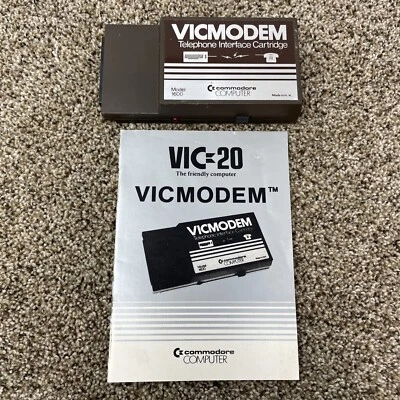 VICMODEM
Telephone Interface Cartridge
Model
1600
commodore
COMPUTER
VIC-20
The friendly computer
VICMODEM™
VICMODEM
Telephone Interface Cartridge
commodore
COMPUTER
commodore
COMPUTER